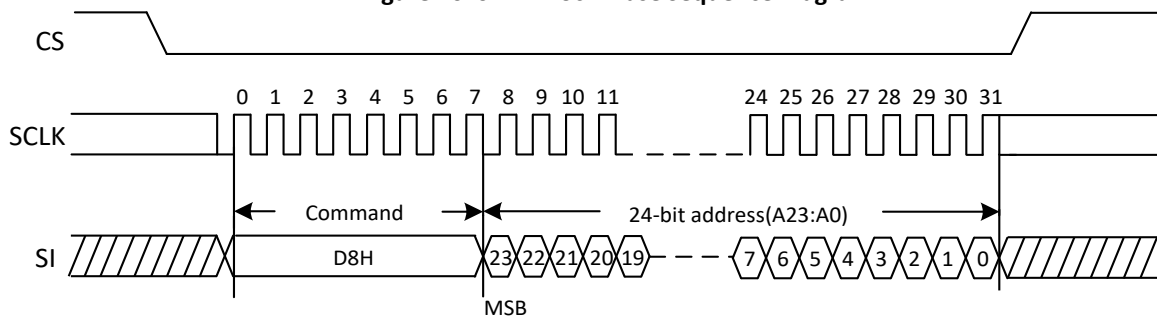 CS
0 1 2 3 4 5 6 7 8 9 10 11 24 25 26 27 28 29 30 31
SCLK
Command 24-bit address(A23:A0)
SI D8H 23 22 21 20 19 7 6 5 4 3 2 1 0
MSB